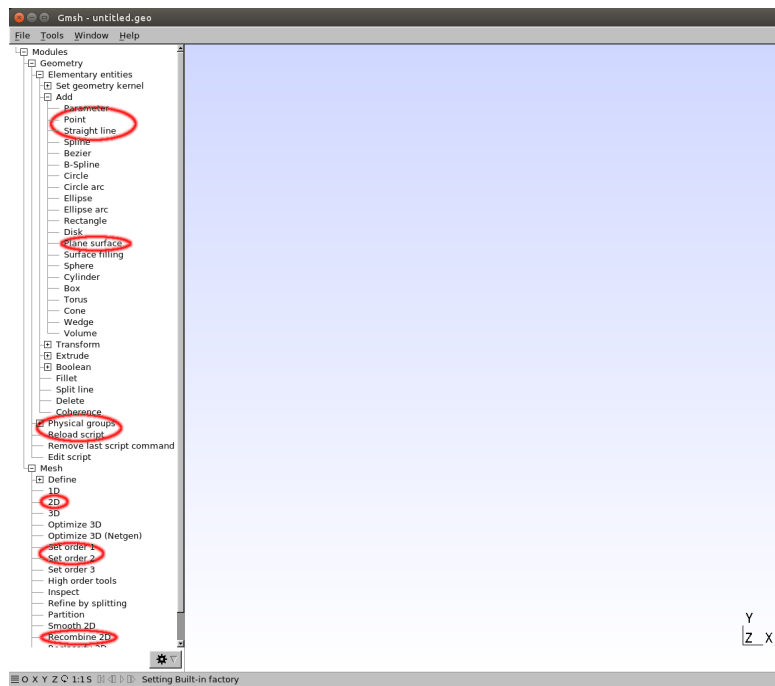 Gmsh - untitled.geo
File Tools Window Help
Modules
Geometry
Elementary entities
Set geometry kernel
Add
Parameter
Point
Straight line
Spline
Bezier
B-Spline
Circle
Circle arc
Ellipse
Ellipse arc
Rectangle
Disk
Plane surface
Surface filling
Sphere
Cylinder
Box
Torus
Cone
Wedge
Volume
Transform
Extrude
Boolean
Fillet
Split line
Delete
Coherence
Physical groups
Reload script
Remove last script command
Edit script
Mesh
Define
1D
2D
3D
Optimize 3D
Optimize 3D (Netgen)
Set order 1
Set order 2
Set order 3
High order tools
Inspect
Refine by splitting
Partition
Smooth 2D
Recombine 2D
Y
Z X
O X Y Z 1:1 S Setting Built-in factory